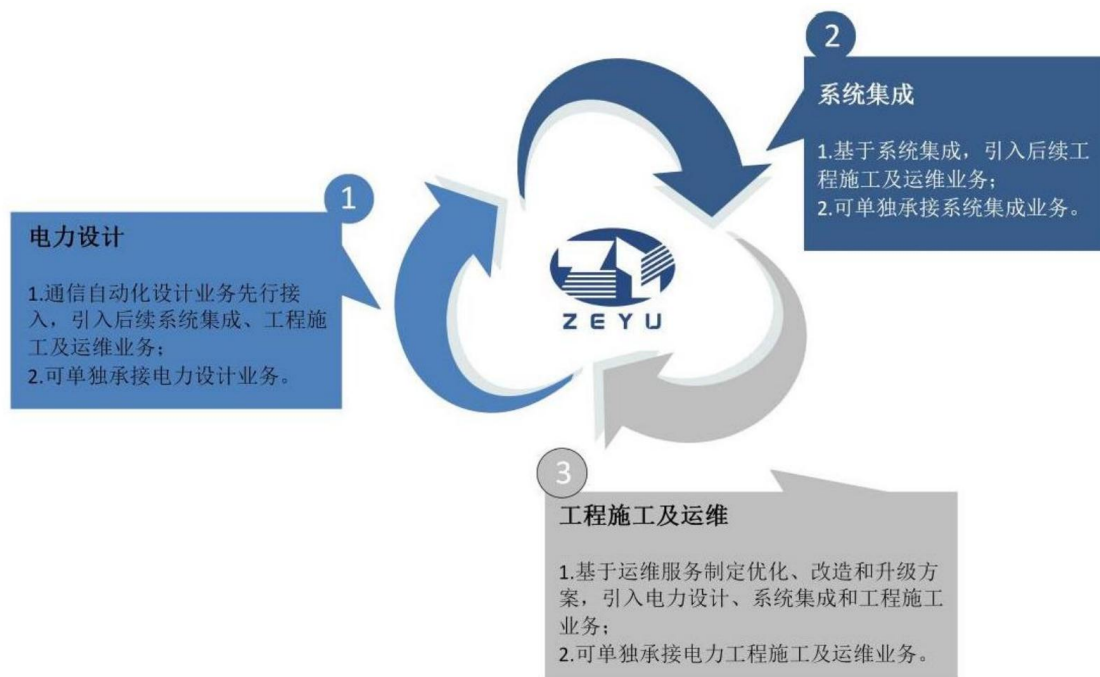 1
电力设计
1.通信自动化设计业务先行接
入，引入后续系统集成、工程施
工及运维业务；
2.可单独承接电力设计业务。
2
系统集成
1.基于系统集成，引入后续工
程施工及运维业务；
2.可单独承接系统集成业务。
ZEYU
3
工程施工及运维
1.基于运维服务制定优化、改造和升级方
案，引入电力设计、系统集成和工程施工
业务；
2.可单独承接电力工程施工及运维业务。